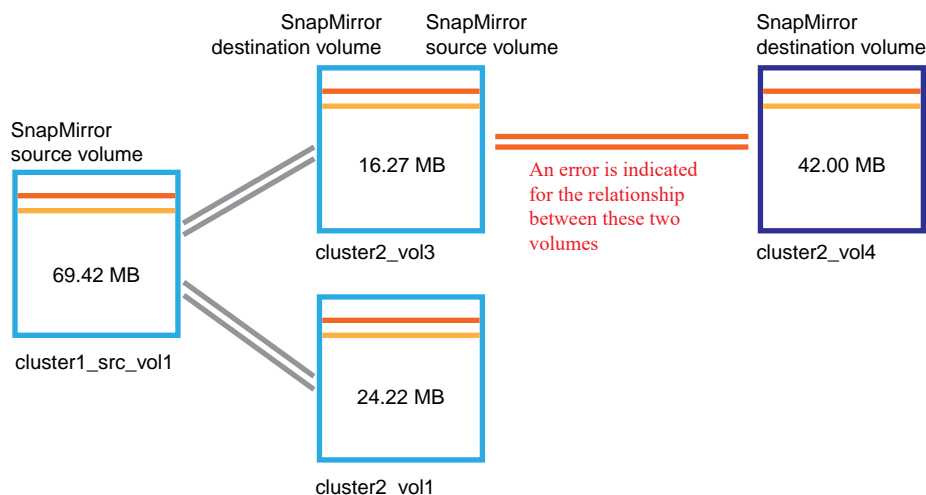 SnapMirror
destination volume
SnapMirror
source volume
SnapMirror
destination volume
SnapMirror
source volume
16.27 MB
42.00 MB
An error is indicated
for the relationship
between these two
volumes
cluster2_vol3
cluster2_vol4
69.42 MB
cluster1_src_vol1
24.22 MB
cluster2_vol1